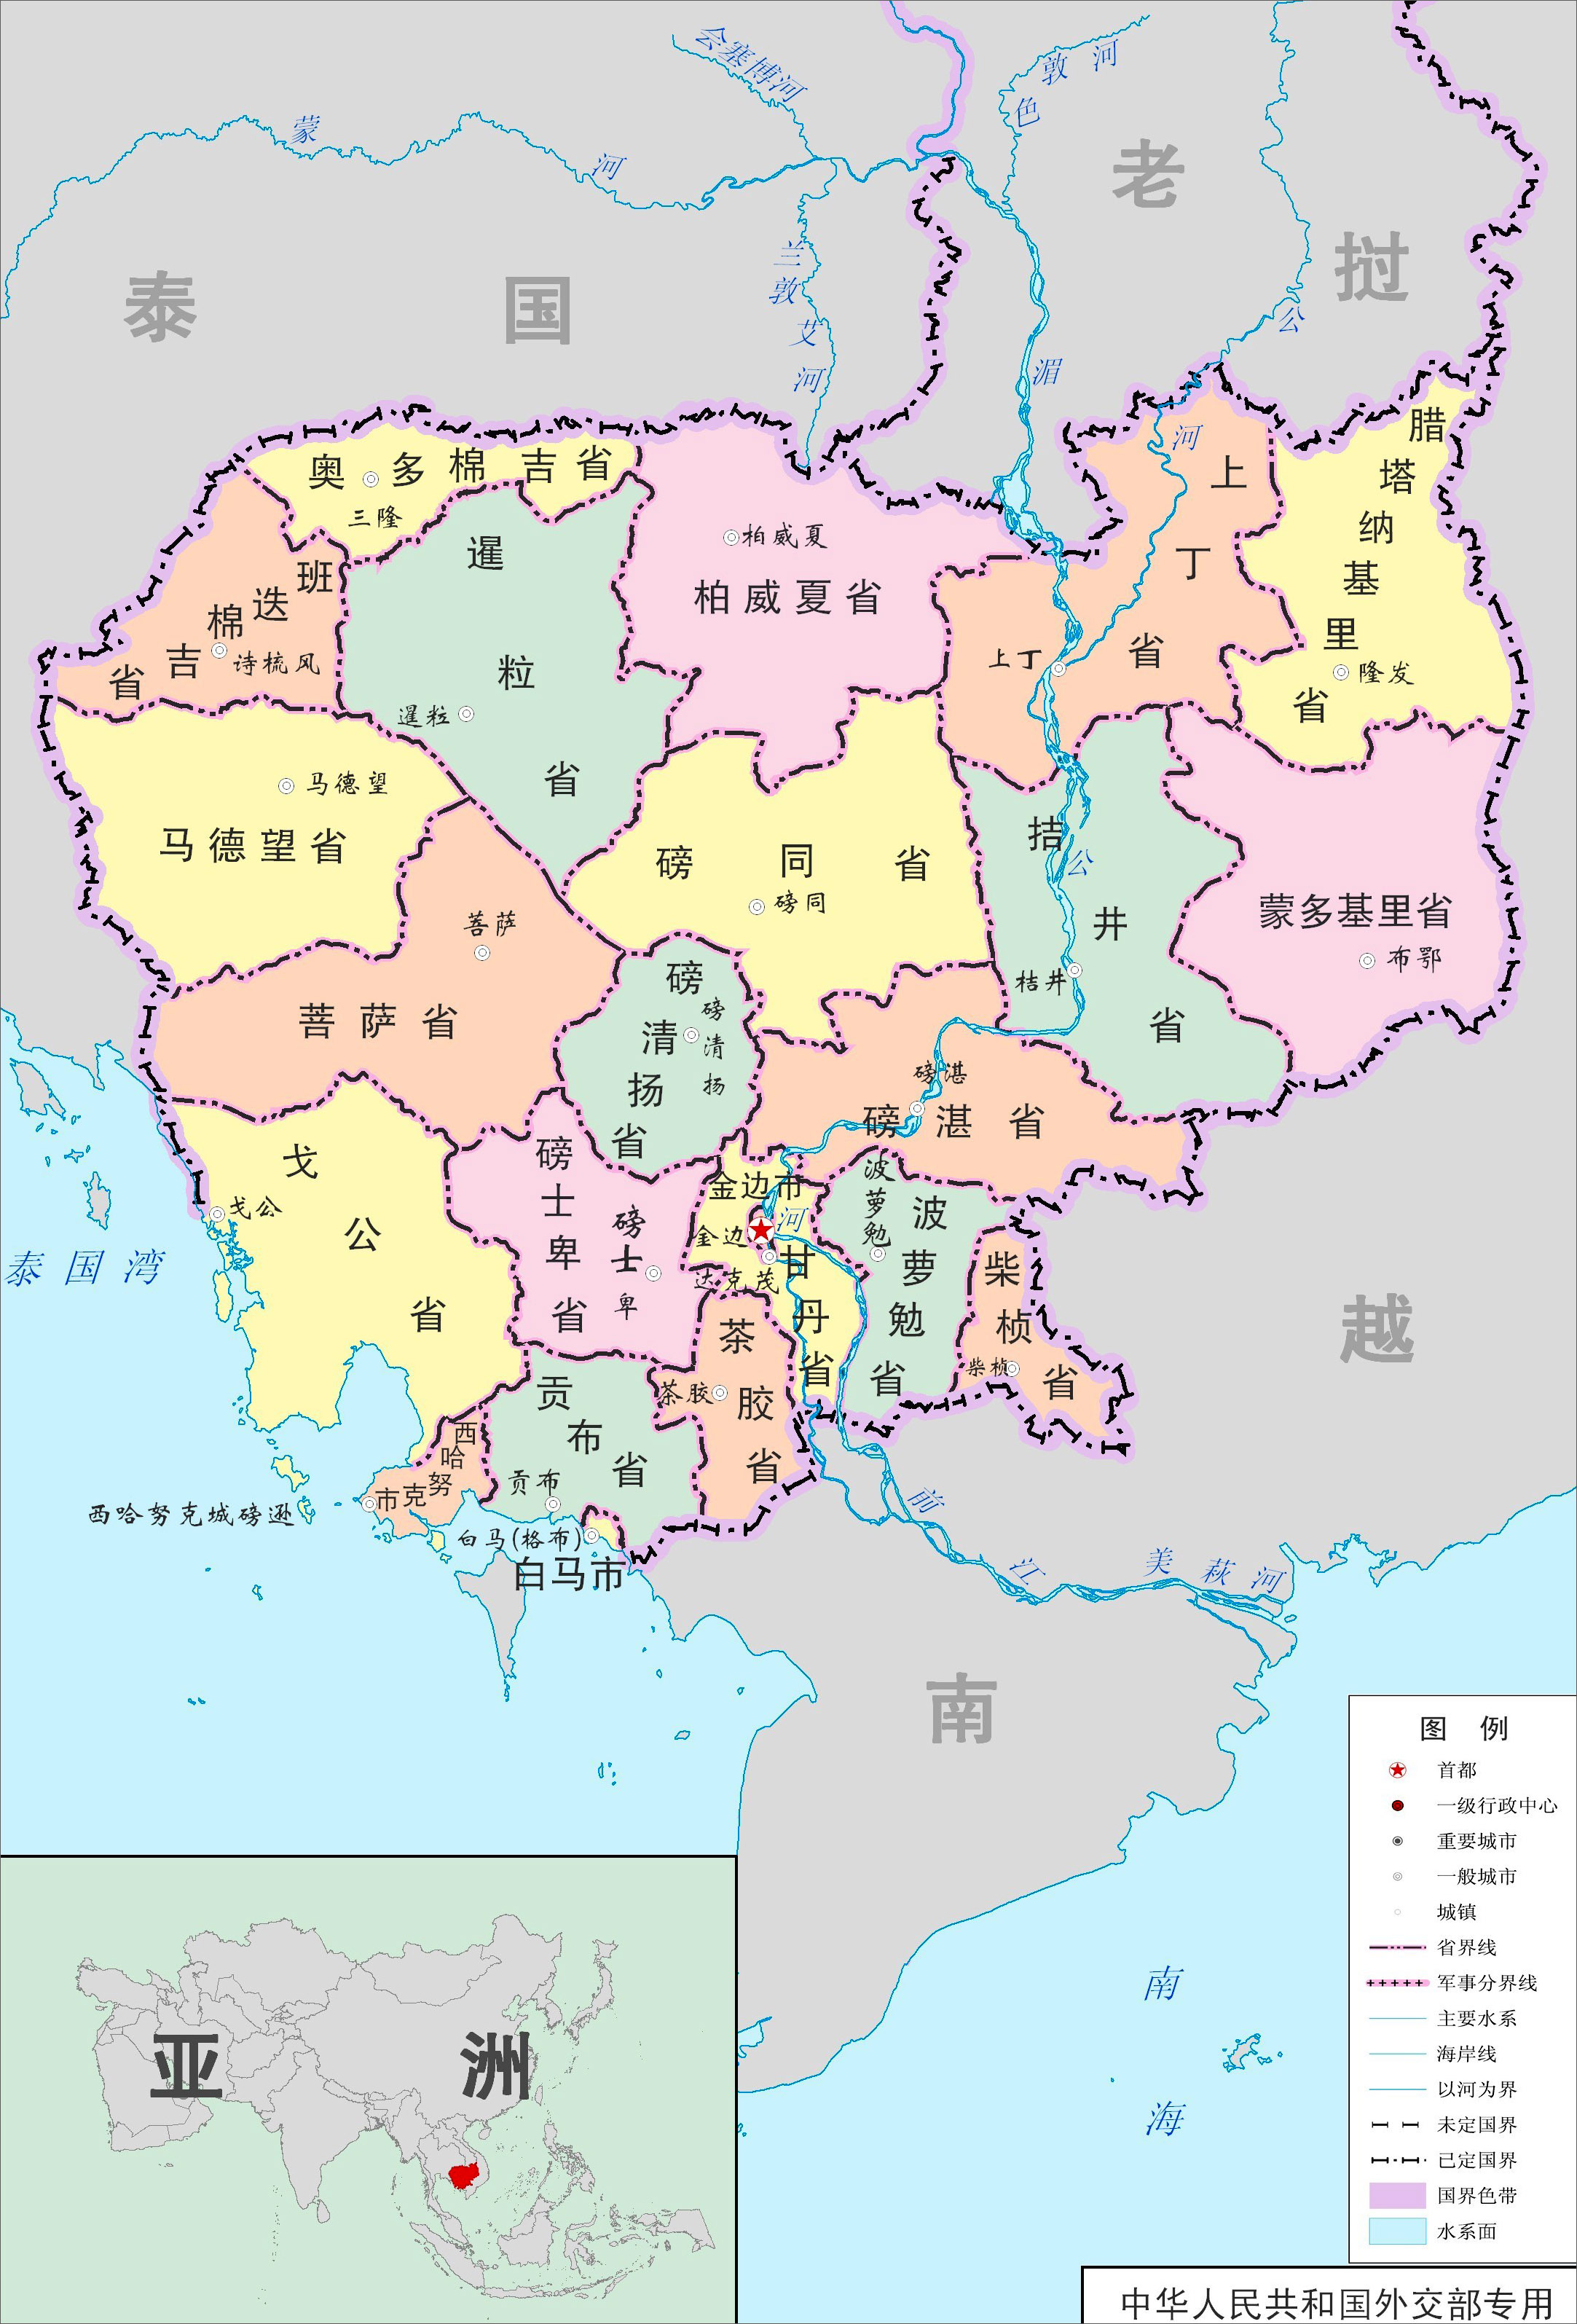 会塞博河
敦河
色
蒙
河
老
挝
泰国
兰敦艾河
湄
公
河
奥多棉吉省
三隆
班迭棉吉省
诗梳风
暹粒省
暹粒
柏威夏
柏威夏省
上丁省
上丁
腊塔纳基里省
隆发
马德望
马德望省
磅同省
磅同
拮井省
公
桔井
蒙多基里省
布鄂
菩萨
菩萨省
磅清扬省
磅清扬
磅湛
磅湛省
戈公省
戈公
泰国湾
磅士卑省
磅士卑
金边市
金边
河
达克茂
甘丹省
波萝勉
波萝勉省
柴桢省
柴桢
越
茶胶省
茶胶
贡布省
贡布
西哈努克市
西哈努克城磅逊
白马(格布)
白马市
前
江
美萩河
南
南
海
亚洲
图例
首都
一级行政中心
重要城市
一般城市
城镇
省界线
军事分界线
主要水系
海岸线
以河为界
未定国界
已定国界
国界色带
水系面
中华人民共和国外交部专用